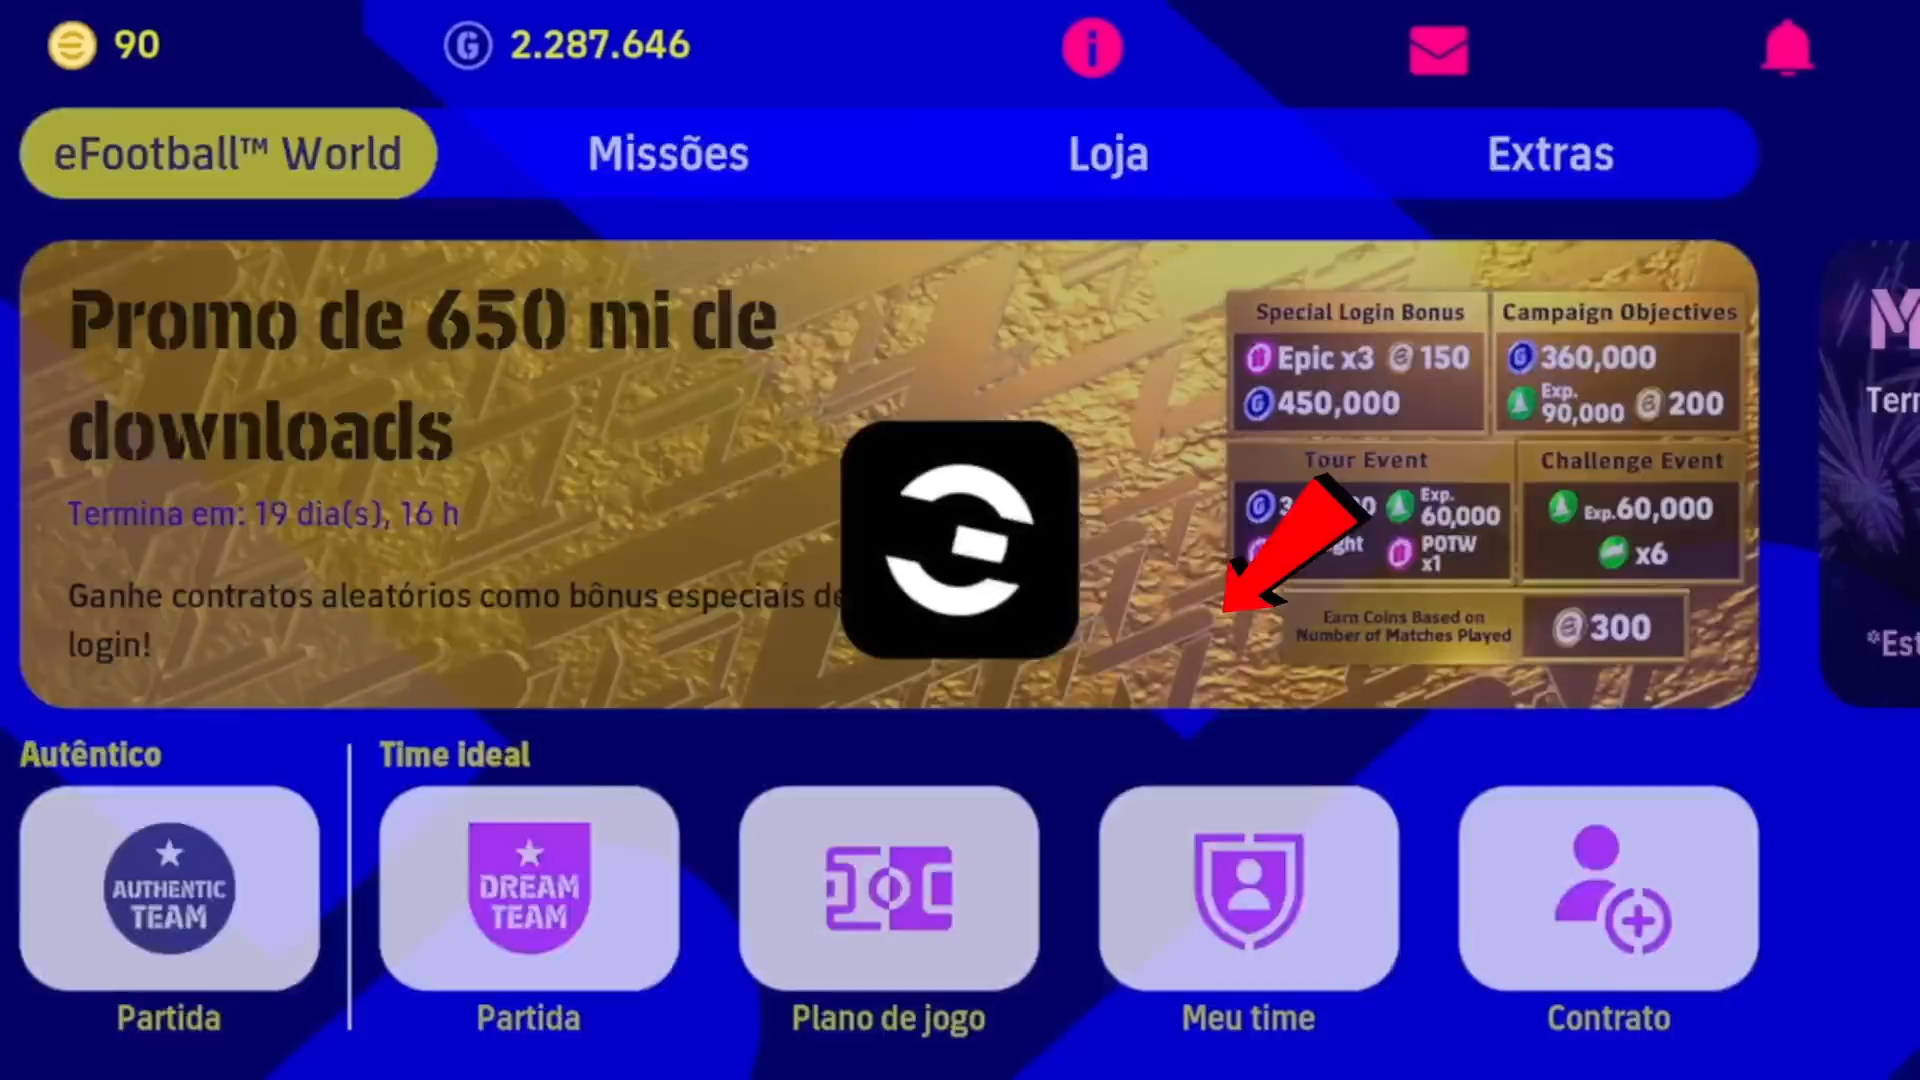 90
2.287.646
eFootball™ World
Missões
Loja
Extras
Promo de 650 mi de
downloads
Termina em: 19 dia(s), 16 h
Ganhe contratos aleatórios como bônus especiais de
login!
Special Login Bonus
Epic x3 150
450,000
Campaign Objectives
360,000
Exp.
90,000 200
Tour Event
Exp.
60,000
POTW
x1
Challenge Event
Exp.60,000
x6
Earn Coins Based on
Number of Matches Played
300
Autêntico
Time ideal
AUTHENTIC
TEAM
DREAM
TEAM
Partida
Partida
Plano de jogo
Meu time
Contrato